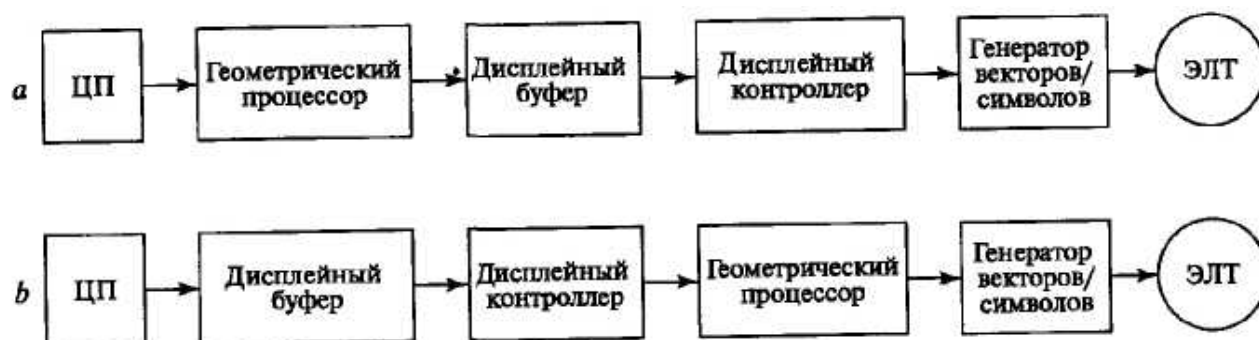 a
ЦП
Геометрический
процессор
Дисплейный
буфер
Дисплейный
контроллер
Генератор
векторов/
символов
ЭЛТ
b
ЦП
Дисплейный
буфер
Дисплейный
контроллер
Геометрический
процессор
Генератор
векторов/
символов
ЭЛТ